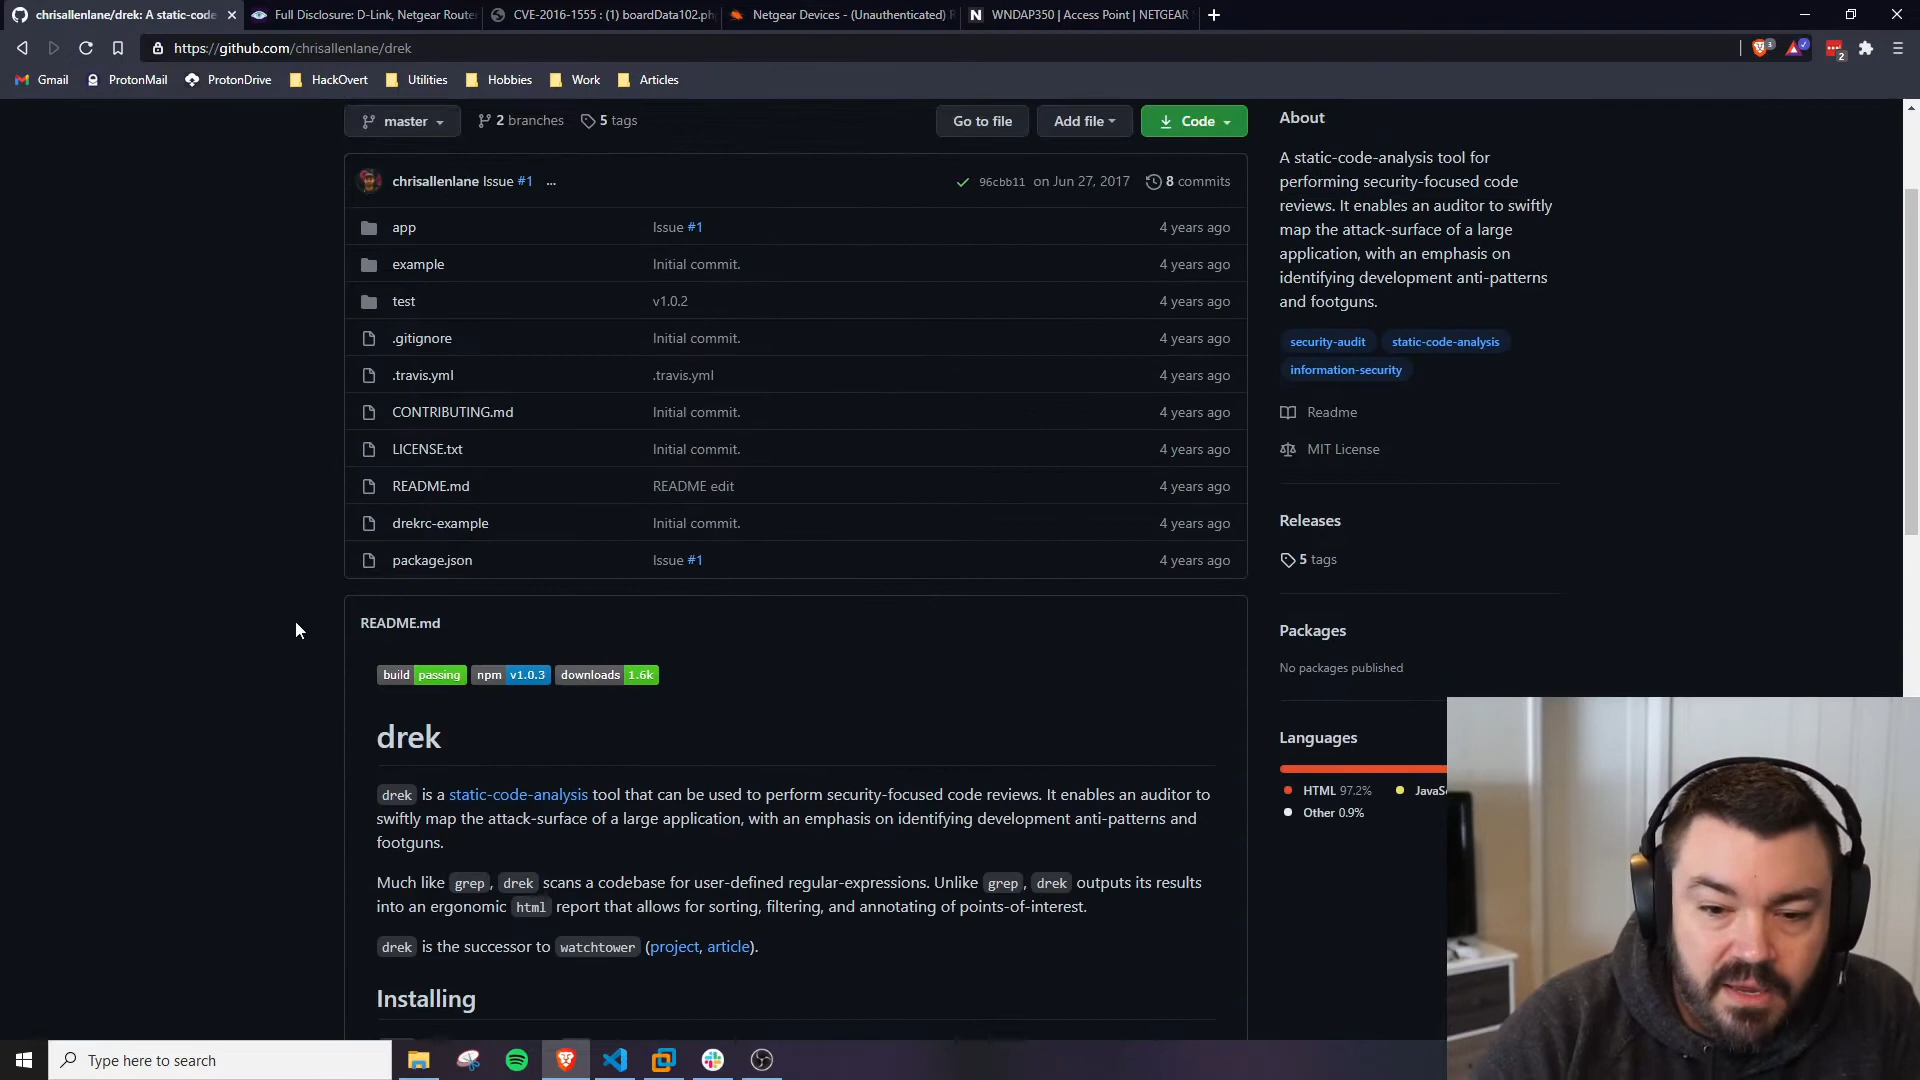 chrisallenlane/drek: A static-code
Full Disclosure: D-Link, Netgear Route
CVE-2016-1555 : (1) boardData102.ph
Netgear Devices - (Unauthenticated) R
WNDAP350 | Access Point | NETGEAR
https://github.com/chrisallenlane/drek
3
2
Gmail
ProtonMail
ProtonDrive
HackOvert
Utilities
Hobbies
Work
Articles
master
2 branches
5 tags
Go to file
Add file
Code
chrisallenlane Issue #1 ...
96cbb11 on Jun 27, 2017
8 commits
app Issue #1 4 years ago
example Initial commit. 4 years ago
test v1.0.2 4 years ago
.gitignore Initial commit. 4 years ago
.travis.yml .travis.yml 4 years ago
CONTRIBUTING.md Initial commit. 4 years ago
LICENSE.txt Initial commit. 4 years ago
README.md README edit 4 years ago
drekrc-example Initial commit. 4 years ago
package.json Issue #1 4 years ago
README.md
build passing npm v1.0.3 downloads 1.6k
drek
drek is a static-code-analysis tool that can be used to perform security-focused code reviews. It enables an auditor to
swiftly map the attack-surface of a large application, with an emphasis on identifying development anti-patterns and
footguns.
Much like grep, drek scans a codebase for user-defined regular-expressions. Unlike grep, drek outputs its results
into an ergonomic html report that allows for sorting, filtering, and annotating of points-of-interest.
drek is the successor to watchtower (project, article).
Installing
About
A static-code-analysis tool for
performing security-focused code
reviews. It enables an auditor to swiftly
map the attack-surface of a large
application, with an emphasis on
identifying development anti-patterns
and footguns.
security-audit
static-code-analysis
information-security
Readme
MIT License
Releases
5 tags
Packages
No packages published
Languages
HTML 97.2%
JavaS
Other 0.9%
Type here to search